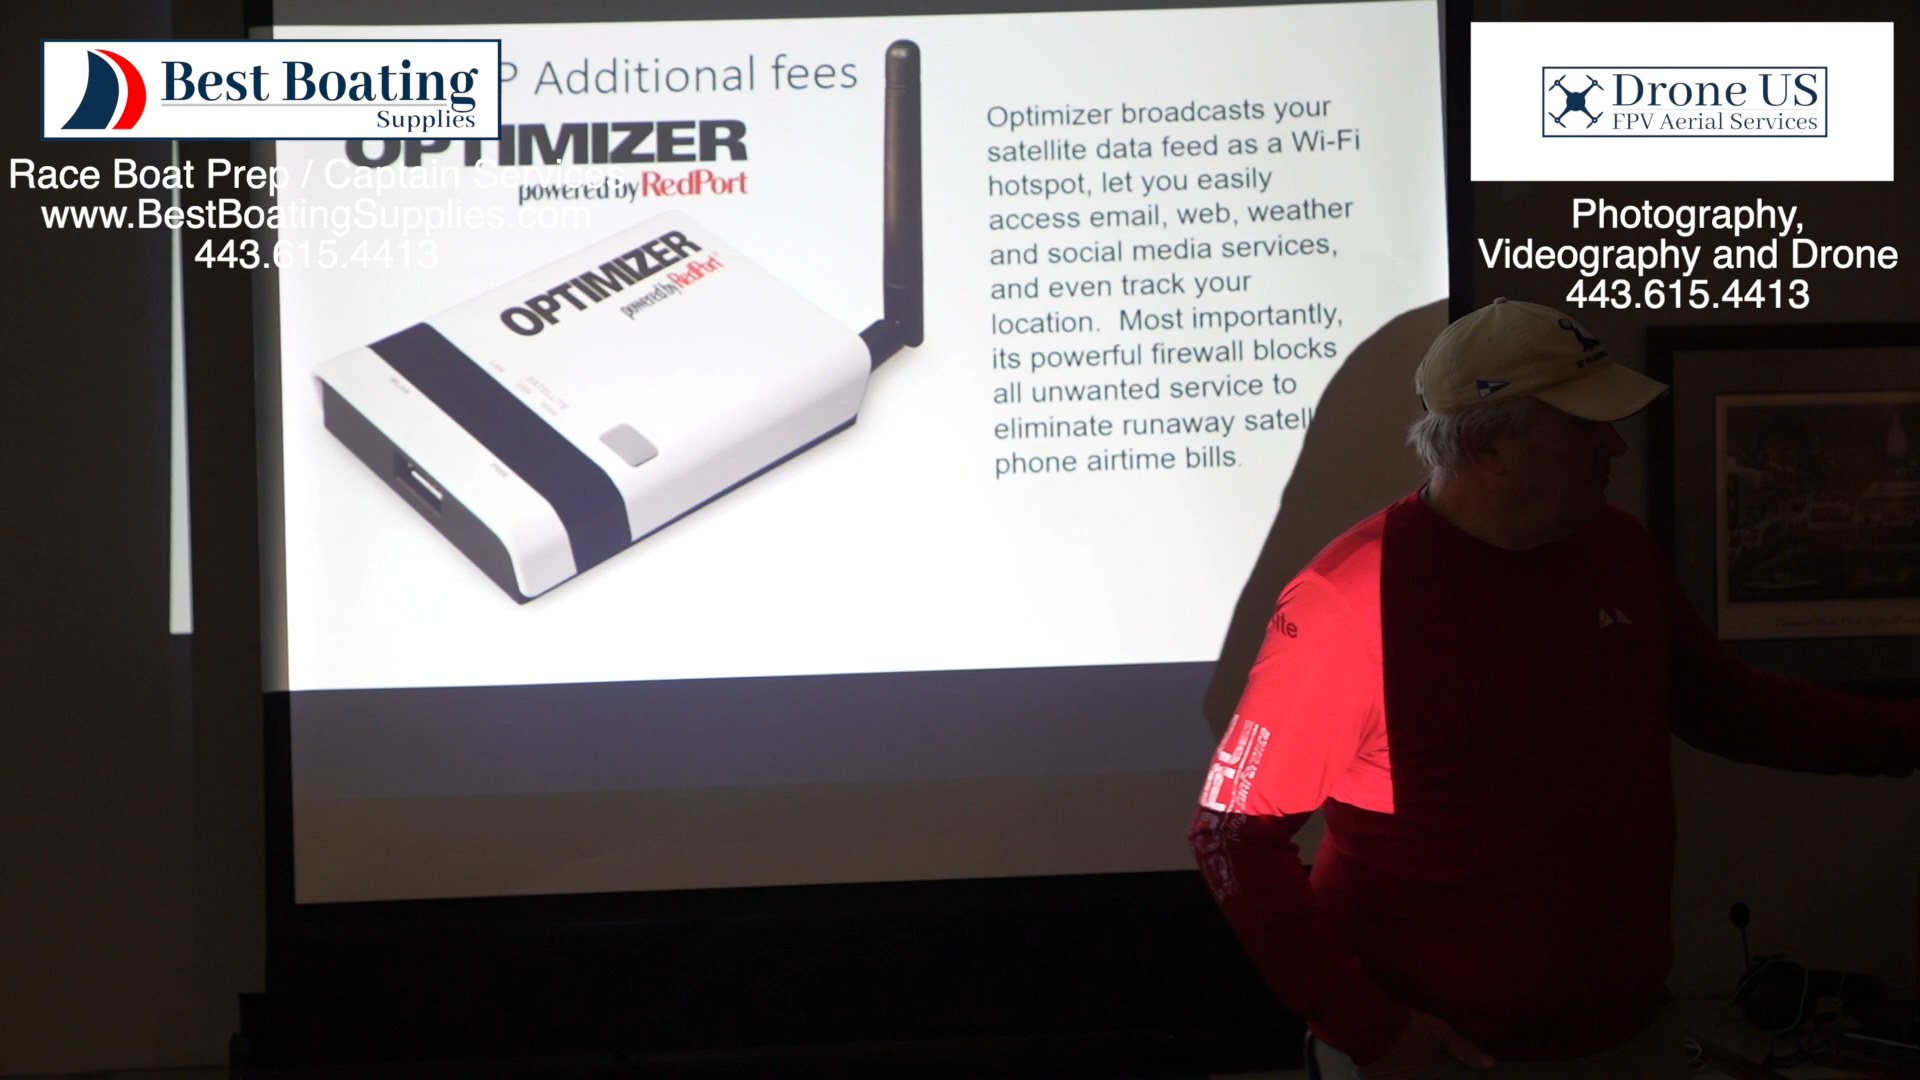 Best Boating
Supplies
Race Boat Prep / Captain Services
www.BestBoatingSupplies.com
443.615.4413
P Additional fees
OPTIMIZER
powered by RedPort
OPTIMIZER
powered by RedPort
WLAN
LAN
SATELLITE
Optimizer broadcasts your
satellite data feed as a Wi-Fi
hotspot, let you easily
access email, web, weather
and social media services,
and even track your
location. Most importantly,
its powerful firewall blocks
all unwanted service to
eliminate runaway satell
phone airtime bills.
Drone US
FPV Aerial Services
Photography,
Videography and Drone
443.615.4413
ite